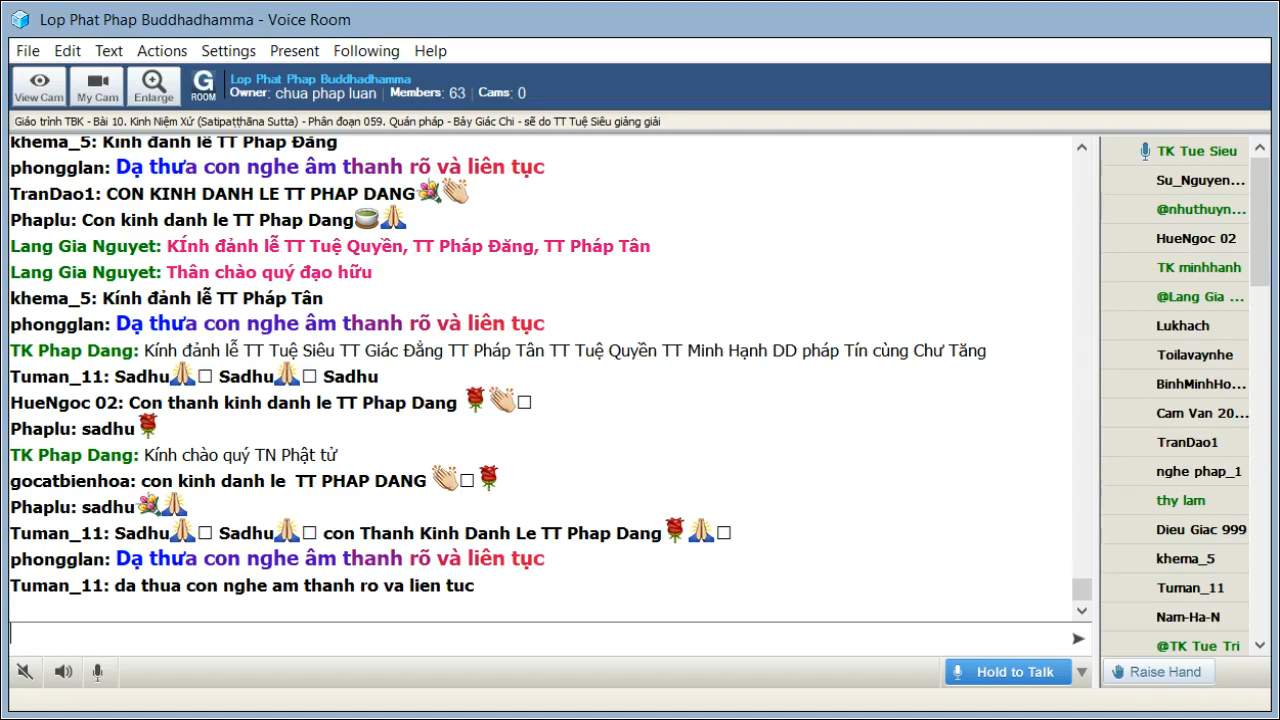 Lop Phat Phap Buddhadhamma - Voice Room
File Edit Text Actions Settings Present Following Help
View Cam My Cam Enlarge G ROOM Lop Phat Phap Buddhadhamma
Owner: chua phap luan Members: 63 Cams: 0
Giáo trình TBK - Bài 10. Kinh Niệm Xứ (Satipaṭṭhāna Sutta) - Phân đoạn 059. Quán pháp - Bảy Giác Chi - sẽ do TT Tuệ Siêu giảng giải
khema_5: Kính đảnh lễ TT Pháp Đăng
phongglan: Dạ thưa con nghe âm thanh rõ và liên tục
TranDao1: CON KINH DANH LE TT PHAP DANG💐👏
Phaplu: Con kinh danh le TT Phap Dang🍵🙏
Lang Gia Nguyet: KÍnh đảnh lễ TT Tuệ Quyền, TT Pháp Đăng, TT Pháp Tân
Lang Gia Nguyet: Thân chào quý đạo hữu
khema_5: Kính đảnh lễ TT Pháp Tân
phongglan: Dạ thưa con nghe âm thanh rõ và liên tục
TK Phap Dang: Kính đảnh lễ TT Tuệ Siêu TT Giác Đẳng TT Pháp Tân TT Tuệ Quyền TT Minh Hạnh DD pháp Tín cùng Chư Tăng
Tuman_11: Sadhu🙏□ Sadhu🙏□ Sadhu
HueNgoc 02: Con thanh kinh danh le TT Phap Dang 🌹👏□
Phaplu: sadhu🌹
TK Phap Dang: Kính chào quý TN Phật tử
gocatbienhoa: con kinh danh le TT PHAP DANG 👏□🌹
Phaplu: sadhu💐🙏
Tuman_11: Sadhu🙏□ Sadhu🙏□ con Thanh Kinh Danh Le TT Phap Dang🌹🙏□
phongglan: Dạ thưa con nghe âm thanh rõ và liên tục
Tuman_11: da thua con nghe am thanh ro va lien tuc
Hold to Talk
TK Tue Sieu
Su_Nguyen...
@nhuthuyn...
HueNgoc 02
TK minhhanh
@Lang Gia ...
Lukhach
Toilavaynhe
BinhMinhHo...
Cam Van 20...
TranDao1
nghe phap_1
thy lam
Dieu Giac 999
khema_5
Tuman_11
Nam-Ha-N
@TK Tue Tri
Raise Hand